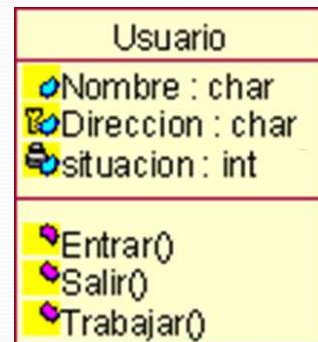 Usuario
Nombre : char
Direccion : char
situacion : int
Entrar()
Salir()
Trabajar()